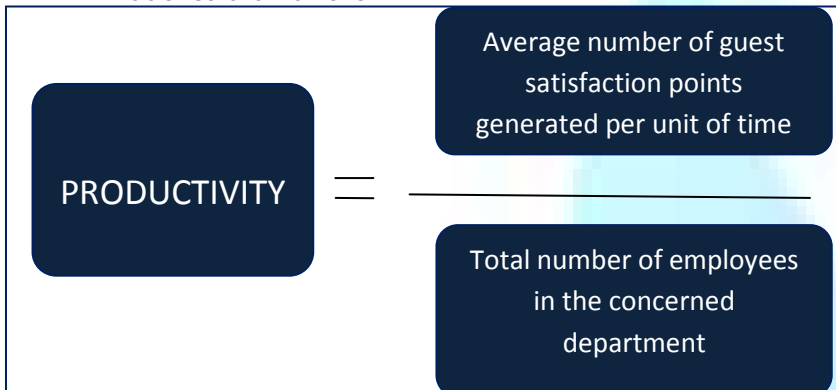 Average number of guest
satisfaction points
generated per unit of time
PRODUCTIVITY
=
Total number of employees
in the concerned
department